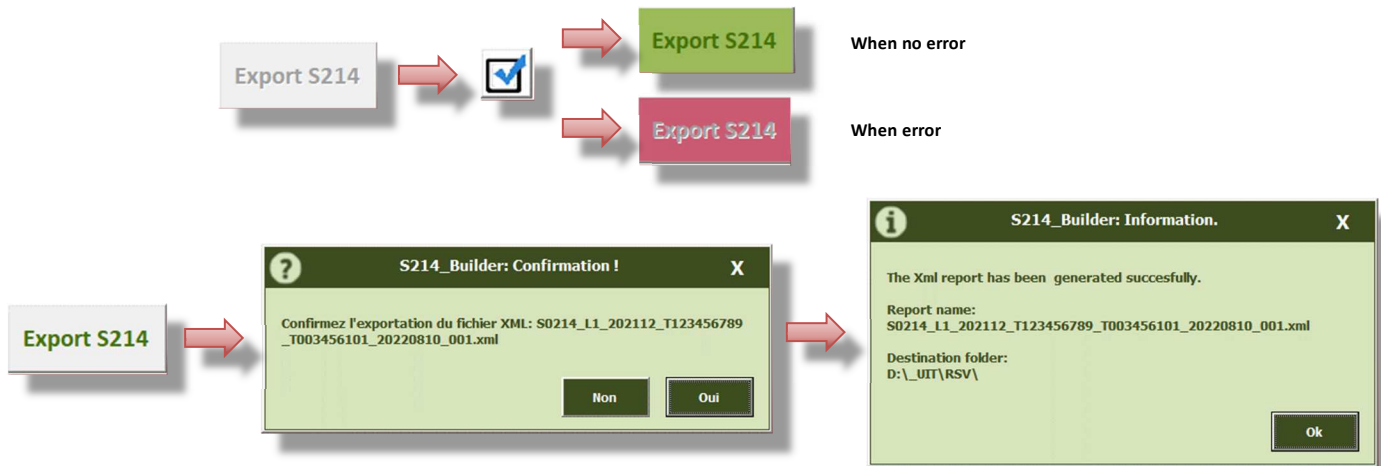 Export S214
When no error
Export S214
Export S214
When error
S214_Builder: Confirmation !
X
Confirmez l'exportation du fichier XML: S0214_L1_202112_T123456789
_T003456101_20220810_001.xml
Non
Oui
Export S214
S214_Builder: Information.
X
The Xml report has been generated succesfully.
Report name:
S0214_L1_202112_T123456789_T003456101_20220810_001.xml
Destination folder:
D:\_UIT\RSV\
Ok